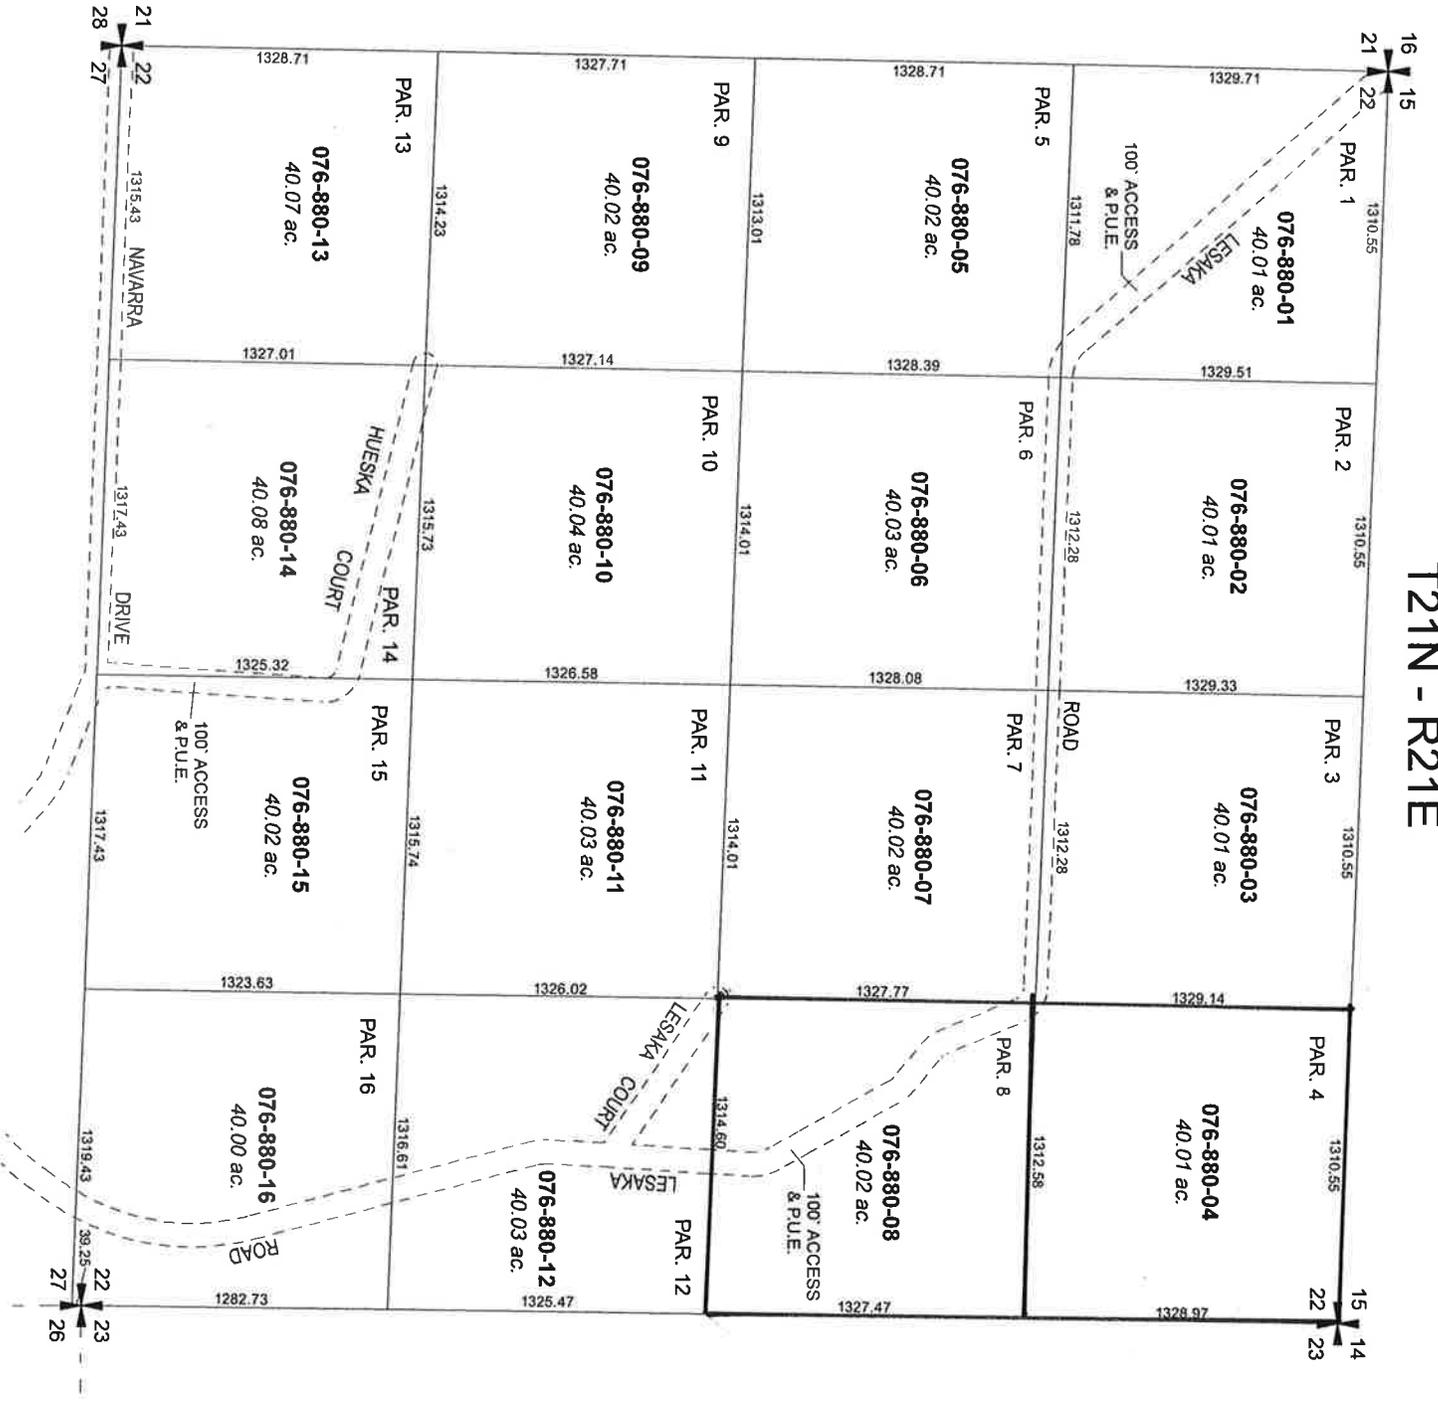 T21N - R21E
16
15
21
22
PAR. 1
1310.55
076-880-01
40.01 ac.
LESAKA
100' ACCESS
& P.U.E.
1329.71
1329.51
PAR. 2
1310.55
076-880-02
40.01 ac.
1312.28
1329.33
PAR. 3
1310.55
076-880-03
40.01 ac.
ROAD
1312.28
1329.14
PAR. 4
1310.55
076-880-04
40.01 ac.
1312.58
1328.97
15
14
22
23
1311.78
PAR. 5
076-880-05
40.02 ac.
1328.71
1328.39
PAR. 6
076-880-06
40.03 ac.
1328.08
PAR. 7
076-880-07
40.02 ac.
1327.77
PAR. 8
076-880-08
40.02 ac.
100' ACCESS
& P.U.E.
1327.47
1313.01
1314.01
1314.01
1314.60
PAR. 9
076-880-09
40.02 ac.
1327.71
1327.14
PAR. 10
076-880-10
40.04 ac.
1326.58
PAR. 11
076-880-11
40.03 ac.
1326.02
LESAKA
COURT
LESAKA
PAR. 12
076-880-12
40.03 ac.
1325.47
1314.23
1315.73
1315.74
1316.61
PAR. 13
076-880-13
40.07 ac.
1328.71
1327.01
HUESKA
COURT
PAR. 14
076-880-14
40.08 ac.
1325.32
PAR. 15
076-880-15
40.02 ac.
100' ACCESS
& P.U.E.
1323.63
PAR. 16
076-880-16
40.00 ac.
ROAD
1282.73
21
22
28
27
1315.43
NAVARRA
1317.43
DRIVE
1317.43
1319.43
39.25
22
23
27
26